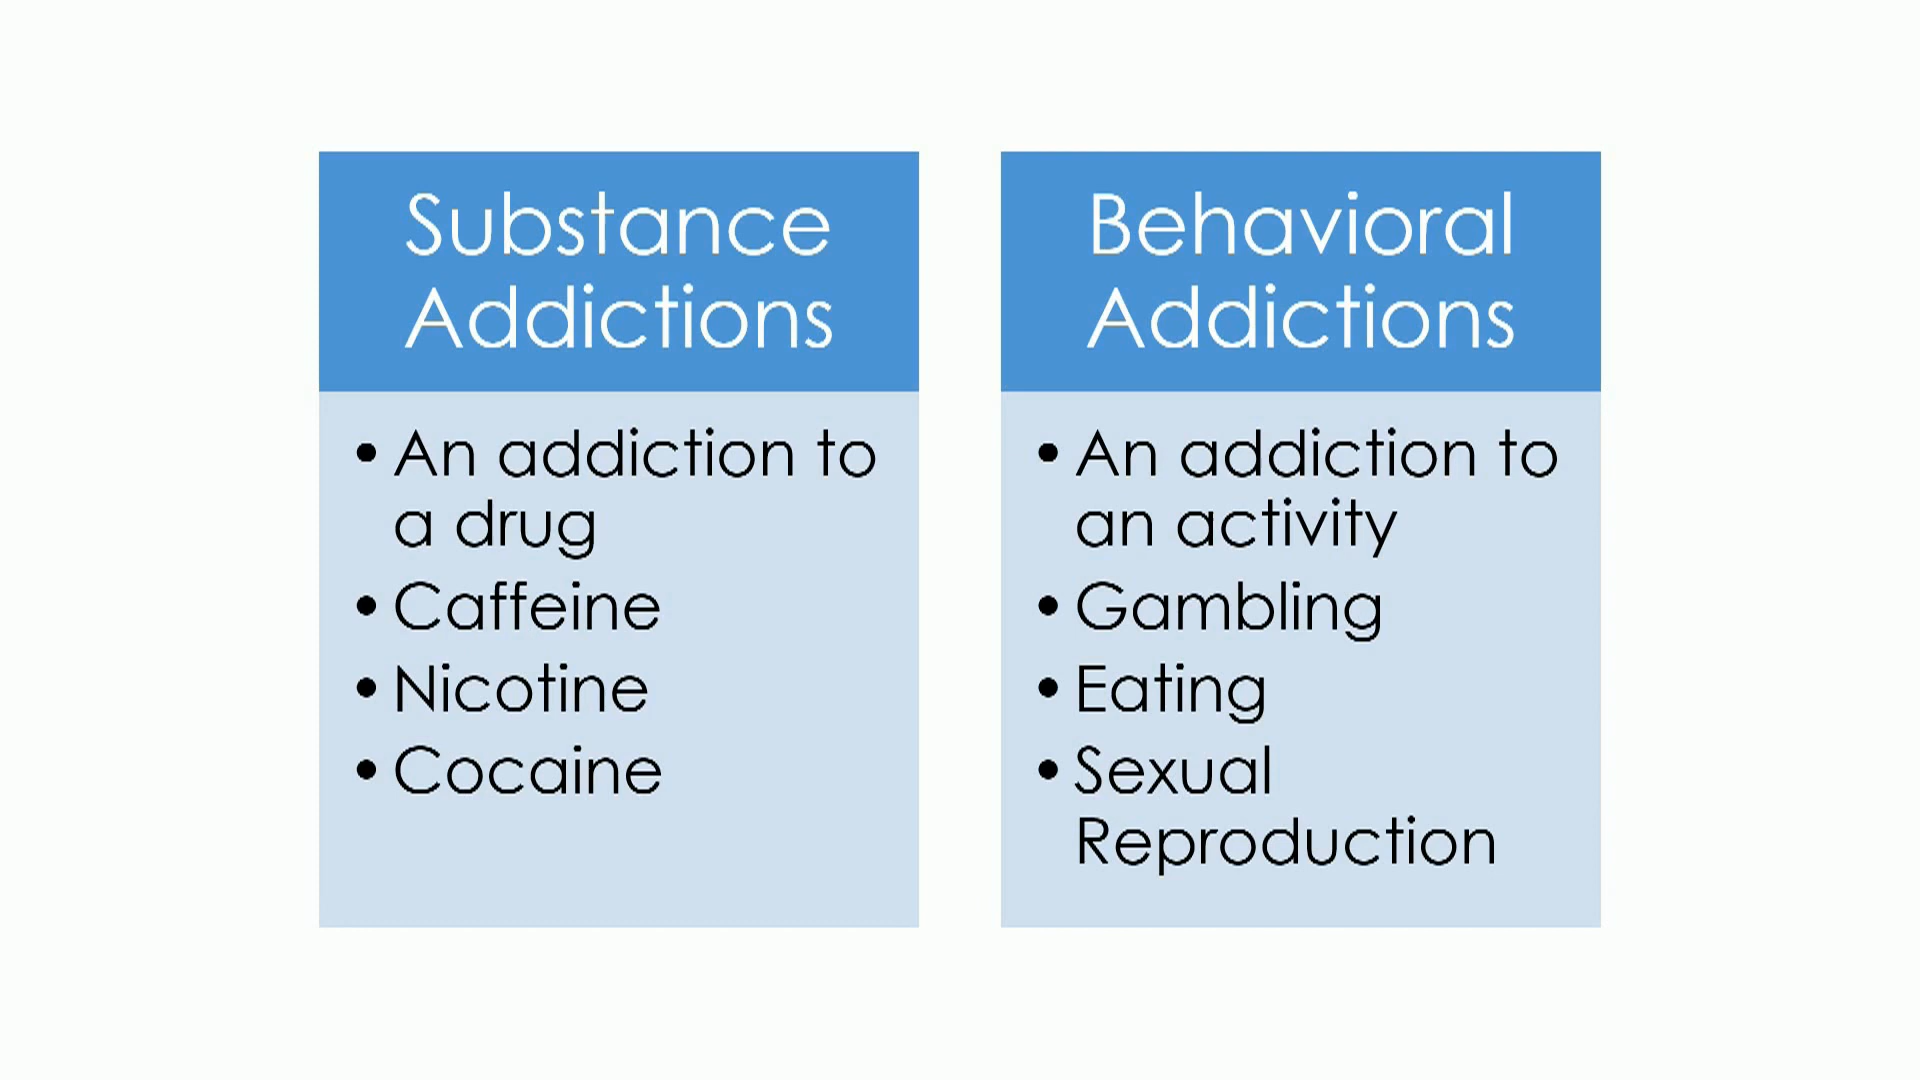 Substance
Addictions
• An addiction to
a drug
• Caffeine
• Nicotine
• Cocaine
Behavioral
Addictions
• An addiction to
an activity
• Gambling
• Eating
• Sexual
Reproduction